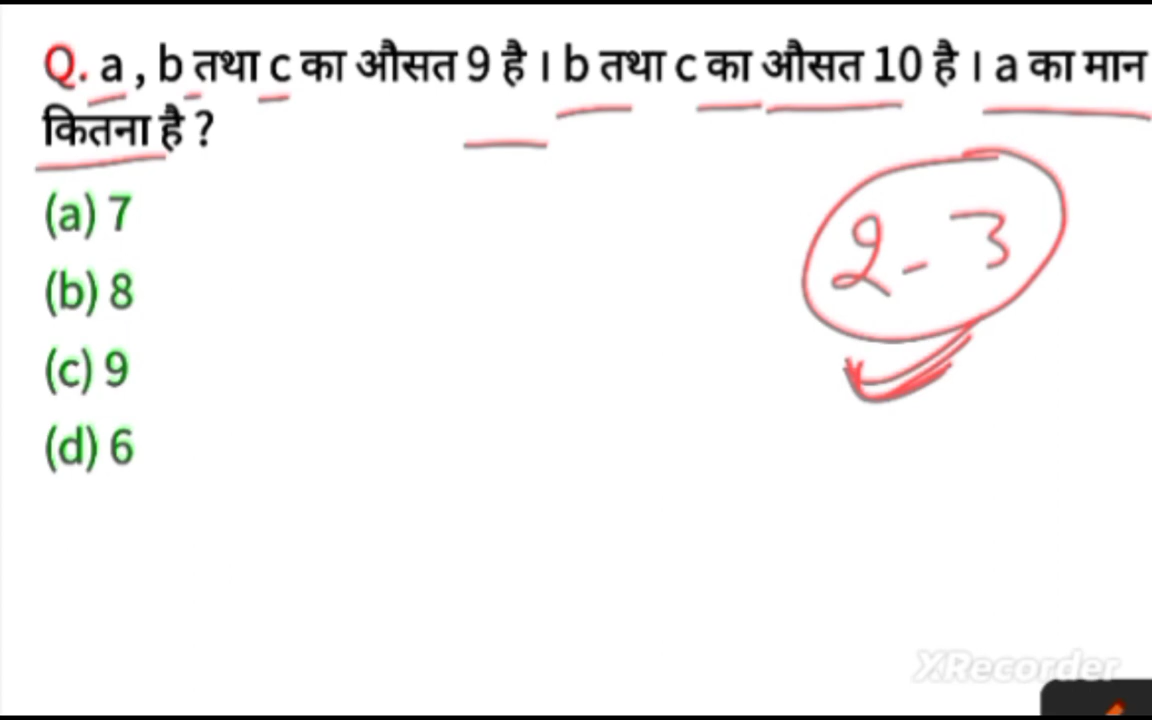 Q. a , b तथा c का औसत 9 है । b तथा c का औसत 10 है । a का मान
कितना है ?
(a) 7
2 - 3
(b) 8
(c) 9
(d) 6
XRecorder